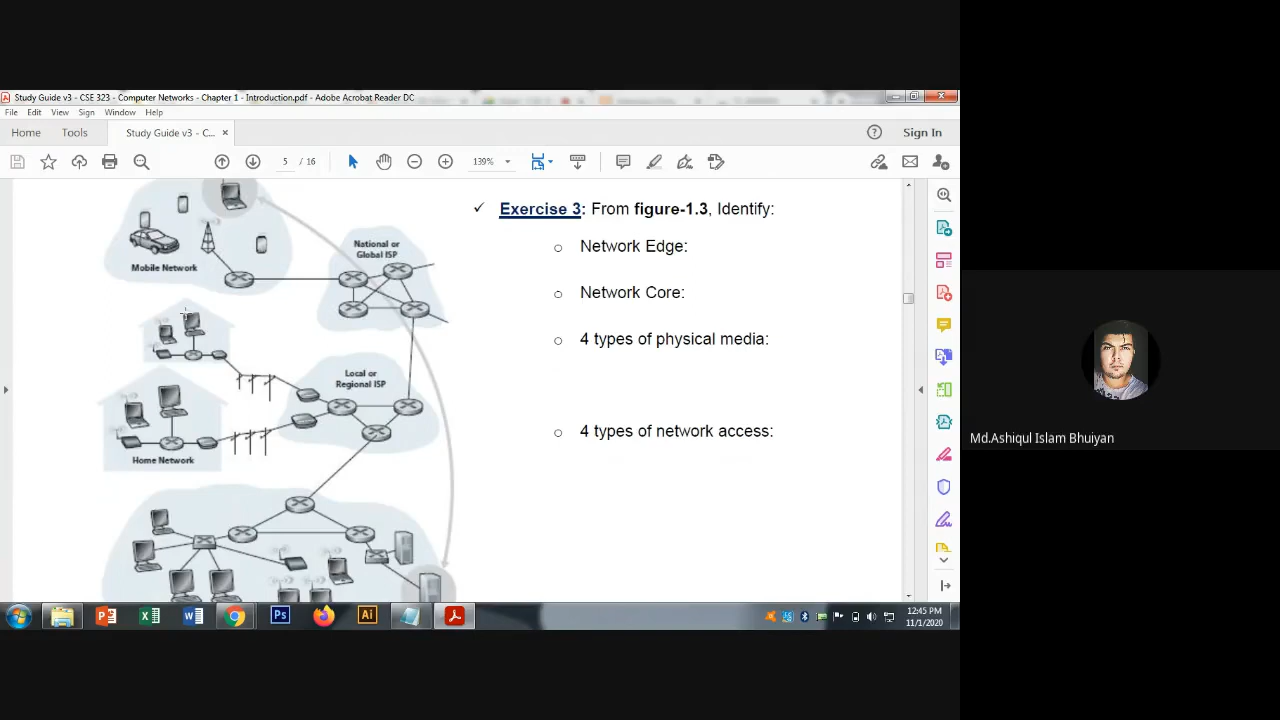 Study Guide v3 - CSE 323 - Computer Networks - Chapter 1 - Introduction.pdf - Adobe Acrobat Reader DC
File Edit View Sign Window Help
Home Tools Study Guide v3 - C... × Sign In
5 / 16 139%
Exercise 3: From figure-1.3, Identify:
Network Edge:
Network Core:
4 types of physical media:
4 types of network access:
National or
Global ISP
Mobile Network
Local or
Regional ISP
Home Network
Md.Ashiqul Islam Bhuiyan
Ps
Ai
12:45 PM
11/1/2020